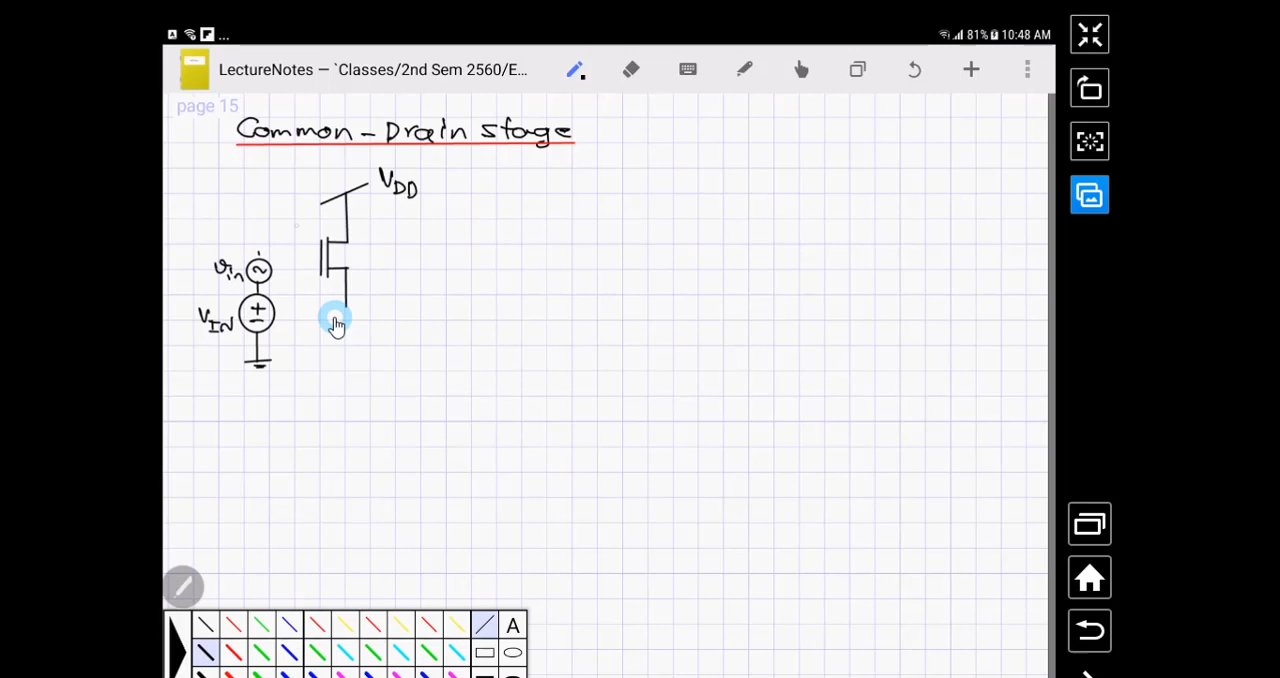 ... 81% 10:48 AM
LectureNotes — `Classes/2nd Sem 2560/E...
page 15
Common - Drain stage
VDD
vin
VIN
A